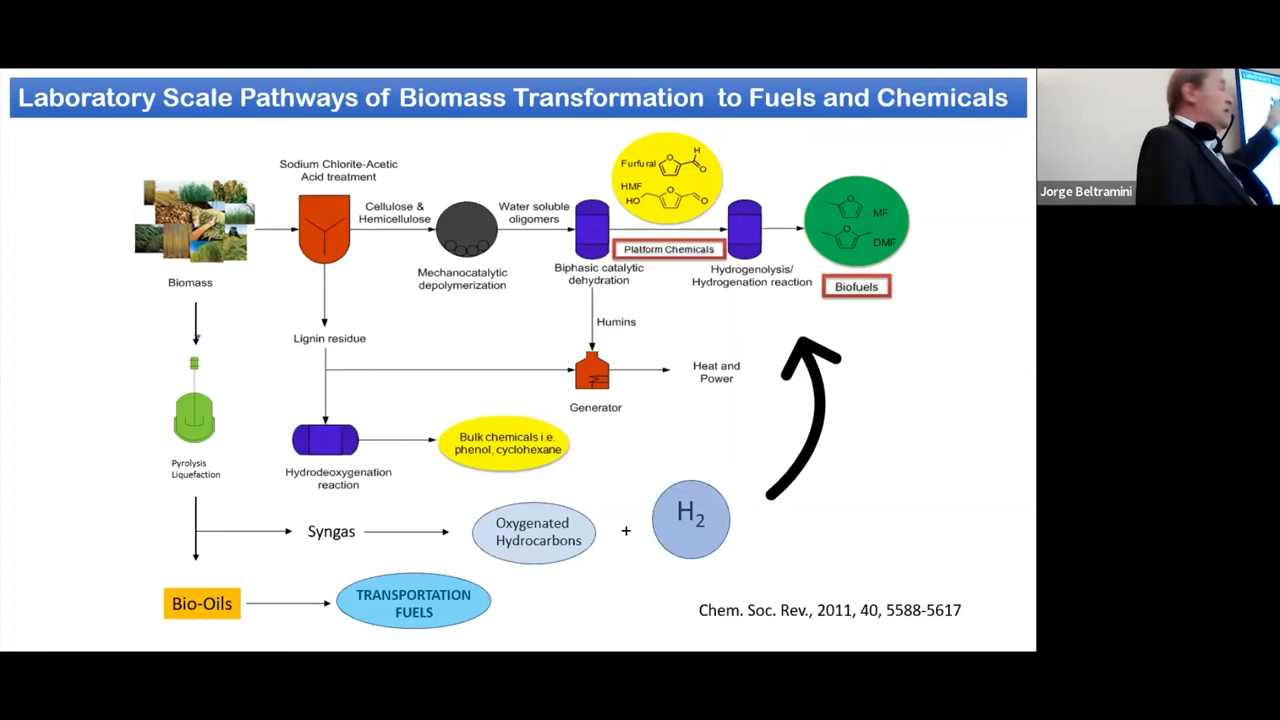 Laboratory Scale Pathways of Biomass Transformation to Fuels and Chemicals
Jorge Beltramini
Sodium Chlorite-Acetic
Acid treatment
Cellulose &
Hemicellulose
Water soluble
oligomers
Furfural
H
O
HMF
HO
O
O
O
Platform Chemicals
O
MF
O
DMF
Biomass
Mechanocatalytic
depolymerization
Biphasic catalytic
dehydration
Hydrogenolysis/
Hydrogenation reaction
Biofuels
Humins
Lignin residue
Heat and
Power
Generator
Bulk chemicals i.e.
phenol, cyclohexane
Pyrolysis
Liquefaction
Hydrodeoxygenation
reaction
Syngas
Oxygenated
Hydrocarbons
+
H2
Bio-Oils
TRANSPORTATION
FUELS
Chem. Soc. Rev., 2011, 40, 5588-5617